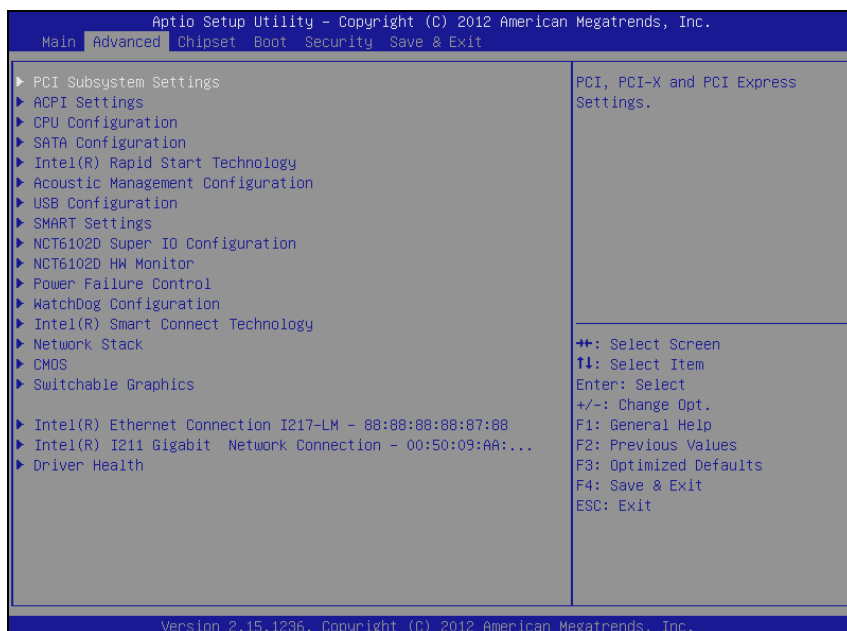 Aptio Setup Utility – Copyright (C) 2012 American Megatrends, Inc.
Main Advanced Chipset Boot Security Save & Exit
▶ PCI Subsystem Settings
▶ ACPI Settings
▶ CPU Configuration
▶ SATA Configuration
▶ Intel(R) Rapid Start Technology
▶ Acoustic Management Configuration
▶ USB Configuration
▶ SMART Settings
▶ NCT6102D Super IO Configuration
▶ NCT6102D HW Monitor
▶ Power Failure Control
▶ WatchDog Configuration
▶ Intel(R) Smart Connect Technology
▶ Network Stack
▶ CMOS
▶ Switchable Graphics
▶ Intel(R) Ethernet Connection I217-LM – 88:88:88:88:87:88
▶ Intel(R) I211 Gigabit  Network Connection – 00:50:09:AA:...
▶ Driver Health
PCI, PCI-X and PCI Express
Settings.
→←: Select Screen
↑↓: Select Item
Enter: Select
+/-: Change Opt.
F1: General Help
F2: Previous Values
F3: Optimized Defaults
F4: Save & Exit
ESC: Exit
Version 2.15.1236. Copyright (C) 2012 American Megatrends, Inc.